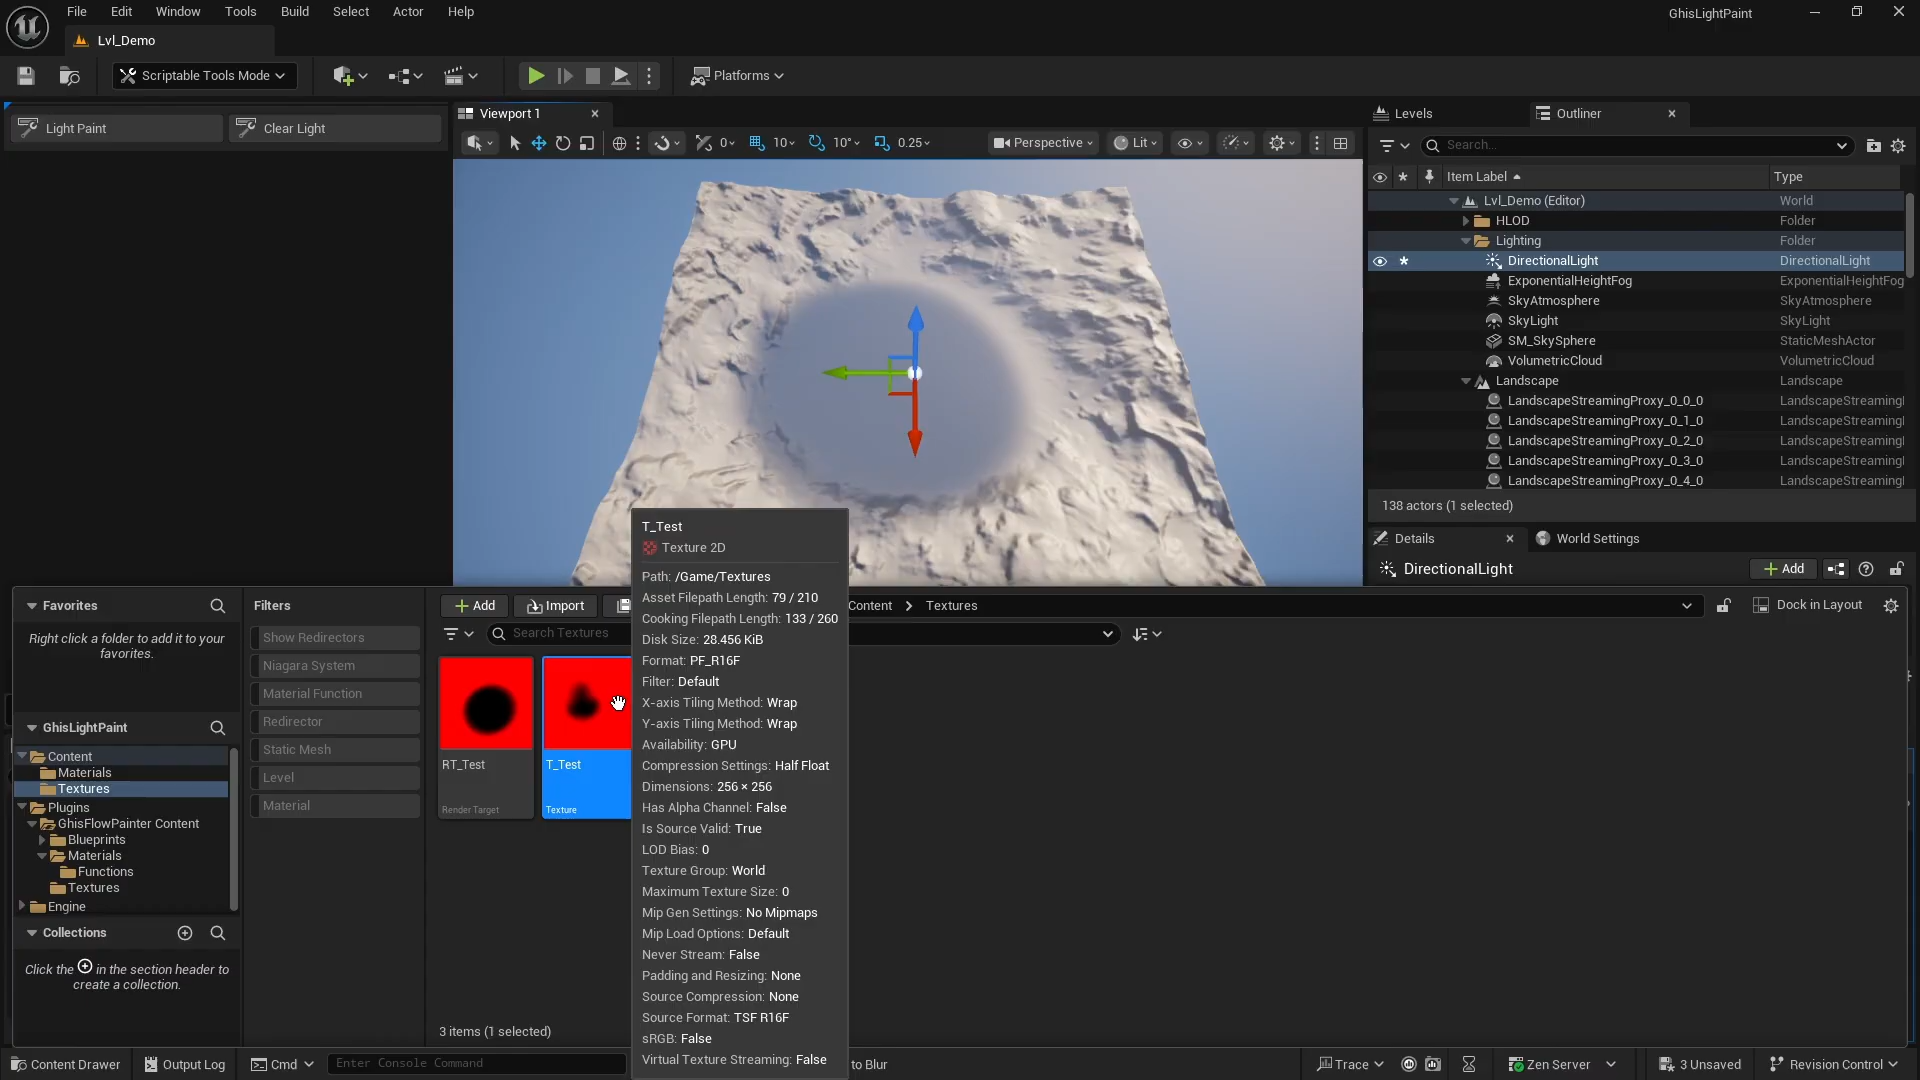 File Edit Window Tools Build Select Actor Help
GhisLightPaint
Lvl_Demo
Scriptable Tools Mode
Platforms
Light Paint
Clear Light
Viewport 1
0
10
10°
0.25
Perspective
Lit
Levels
Outliner
Search...
Item Label
Type
Lvl_Demo (Editor)
World
HLOD
Folder
Lighting
Folder
DirectionalLight
DirectionalLight
ExponentialHeightFog
ExponentialHeightFog
SkyAtmosphere
SkyAtmosphere
SkyLight
SkyLight
SM_SkySphere
StaticMeshActor
VolumetricCloud
VolumetricCloud
Landscape
Landscape
LandscapeStreamingProxy_0_0_0
LandscapeStreaming
LandscapeStreamingProxy_0_1_0
LandscapeStreaming
LandscapeStreamingProxy_0_2_0
LandscapeStreaming
LandscapeStreamingProxy_0_3_0
LandscapeStreaming
LandscapeStreamingProxy_0_4_0
LandscapeStreaming
138 actors (1 selected)
Details
World Settings
DirectionalLight
Add
Favorites
Right click a folder to add it to your
favorites.
GhisLightPaint
Content
Materials
Textures
Plugins
GhisFlowPainter Content
Blueprints
Materials
Functions
Textures
Engine
Collections
Click the + in the section header to
create a collection.
Filters
Show Redirectors
Niagara System
Material Function
Redirector
Static Mesh
Level
Material
Add
Import
Content
Textures
Dock in Layout
Search Textures
RT_Test
Render Target
T_Test
Texture
3 items (1 selected)
T_Test
Texture 2D
Path: /Game/Textures
Asset Filepath Length: 79 / 210
Cooking Filepath Length: 133 / 260
Disk Size: 28.456 KiB
Format: PF_R16F
Filter: Default
X-axis Tiling Method: Wrap
Y-axis Tiling Method: Wrap
Availability: GPU
Compression Settings: Half Float
Dimensions: 256 × 256
Has Alpha Channel: False
Is Source Valid: True
LOD Bias: 0
Texture Group: World
Maximum Texture Size: 0
Mip Gen Settings: No Mipmaps
Mip Load Options: Default
Never Stream: False
Padding and Resizing: None
Source Compression: None
Source Format: TSF R16F
sRGB: False
Virtual Texture Streaming: False
Content Drawer
Output Log
Cmd
Enter Console Command
to Blur
Trace
Zen Server
3 Unsaved
Revision Control